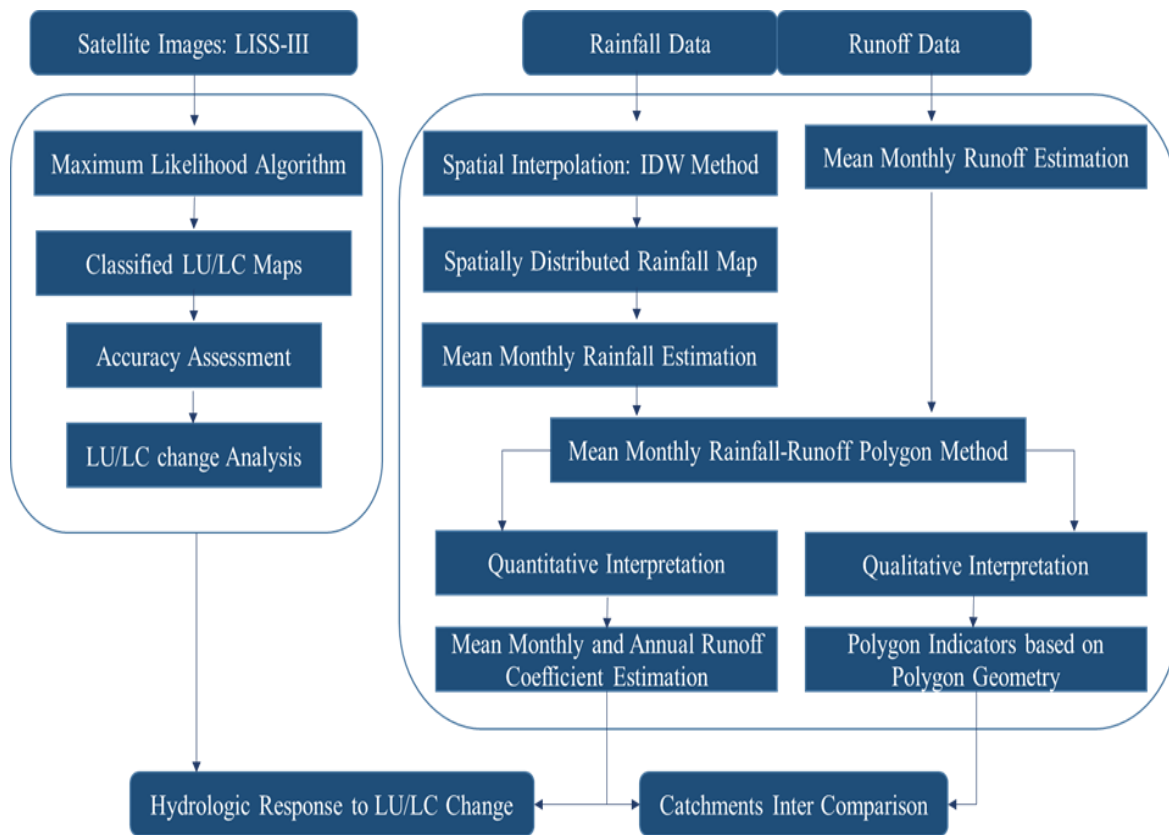 Satellite Images: LISS-III
Rainfall Data
Runoff Data
Maximum Likelihood Algorithm
Classified LU/LC Maps
Accuracy Assessment
LU/LC change Analysis
Spatial Interpolation: IDW Method
Mean Monthly Runoff Estimation
Spatially Distributed Rainfall Map
Mean Monthly Rainfall Estimation
Mean Monthly Rainfall-Runoff Polygon Method
Quantitative Interpretation
Qualitative Interpretation
Mean Monthly and Annual Runoff
Coefficient Estimation
Polygon Indicators based on
Polygon Geometry
Hydrologic Response to LU/LC Change
Catchments Inter Comparison